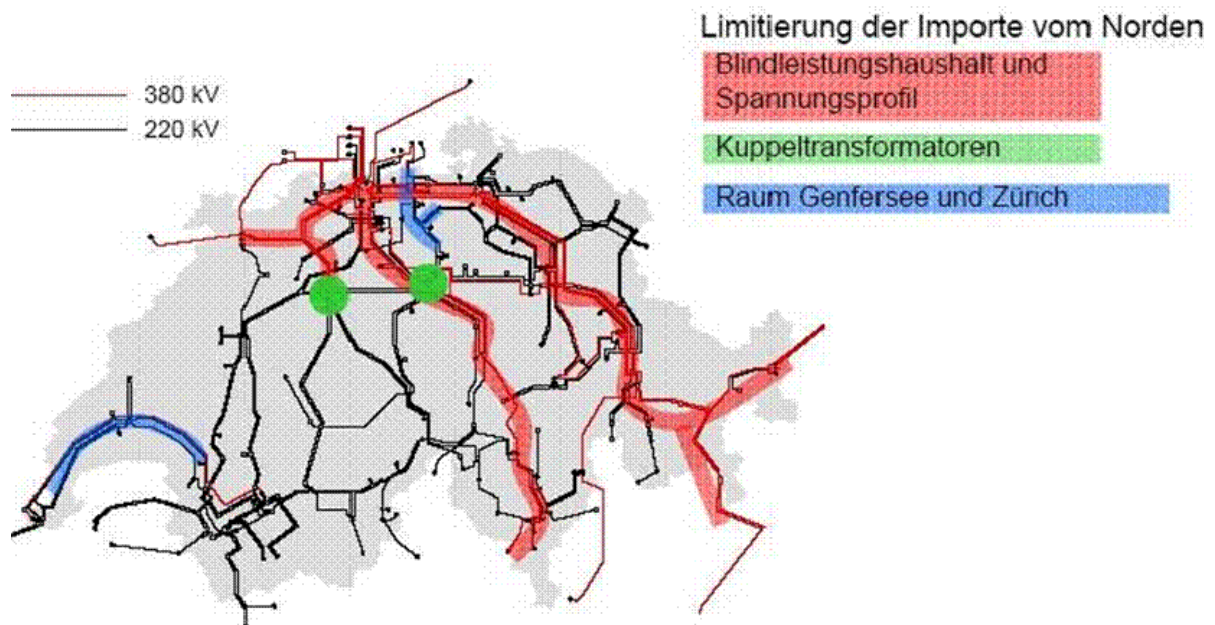 Limitierung der Importe vom Norden
Blindleistungshaushalt und
Spannungsprofil
Kuppeltransformatoren
Raum Genfersee und Zürich
380 kV
220 kV